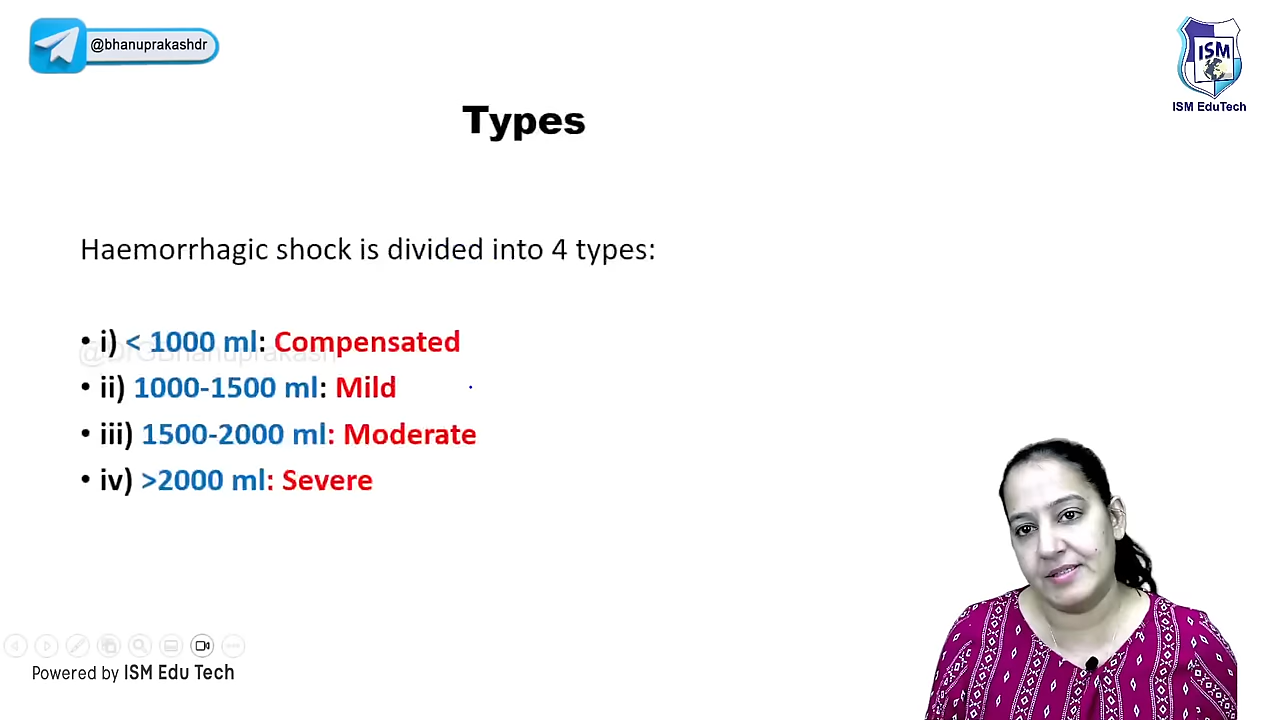 @bhanuprakashdr
ISM
ISM EduTech
Types
Haemorrhagic shock is divided into 4 types:
• i) < 1000 ml: Compensated
@DrGBhanuprakash
• ii) 1000-1500 ml: Mild
• iii) 1500-2000 ml: Moderate
• iv) >2000 ml: Severe
Powered by ISM Edu Tech